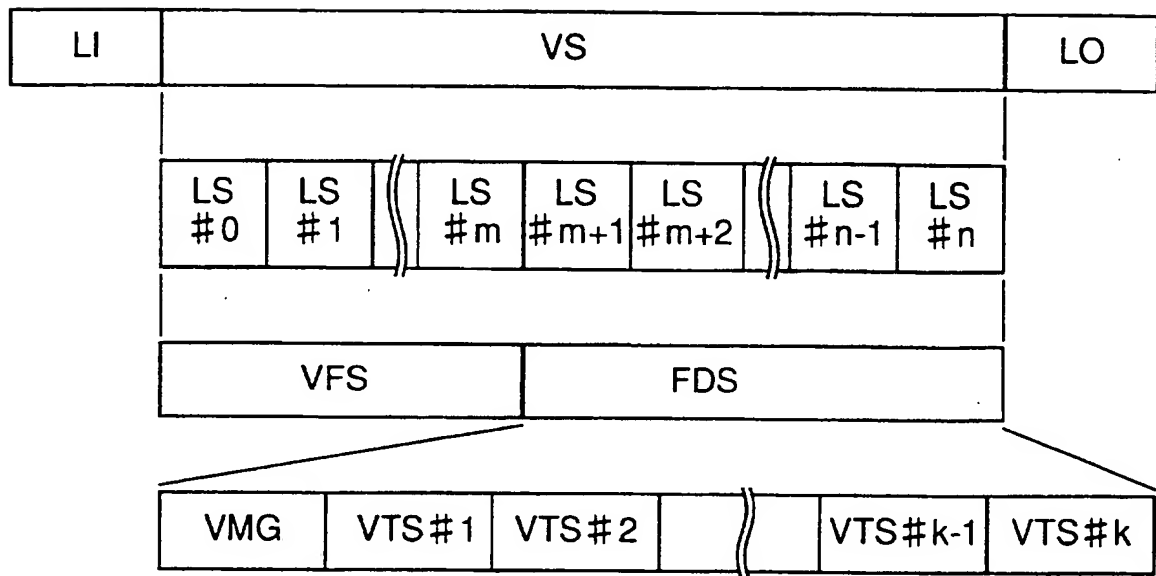 LI VS LO
LS #0 LS #1 LS #m LS #m+1 LS #m+2 LS #n-1 LS #n
VFS FDS
VMG VTS#1 VTS#2 VTS#k-1 VTS#k